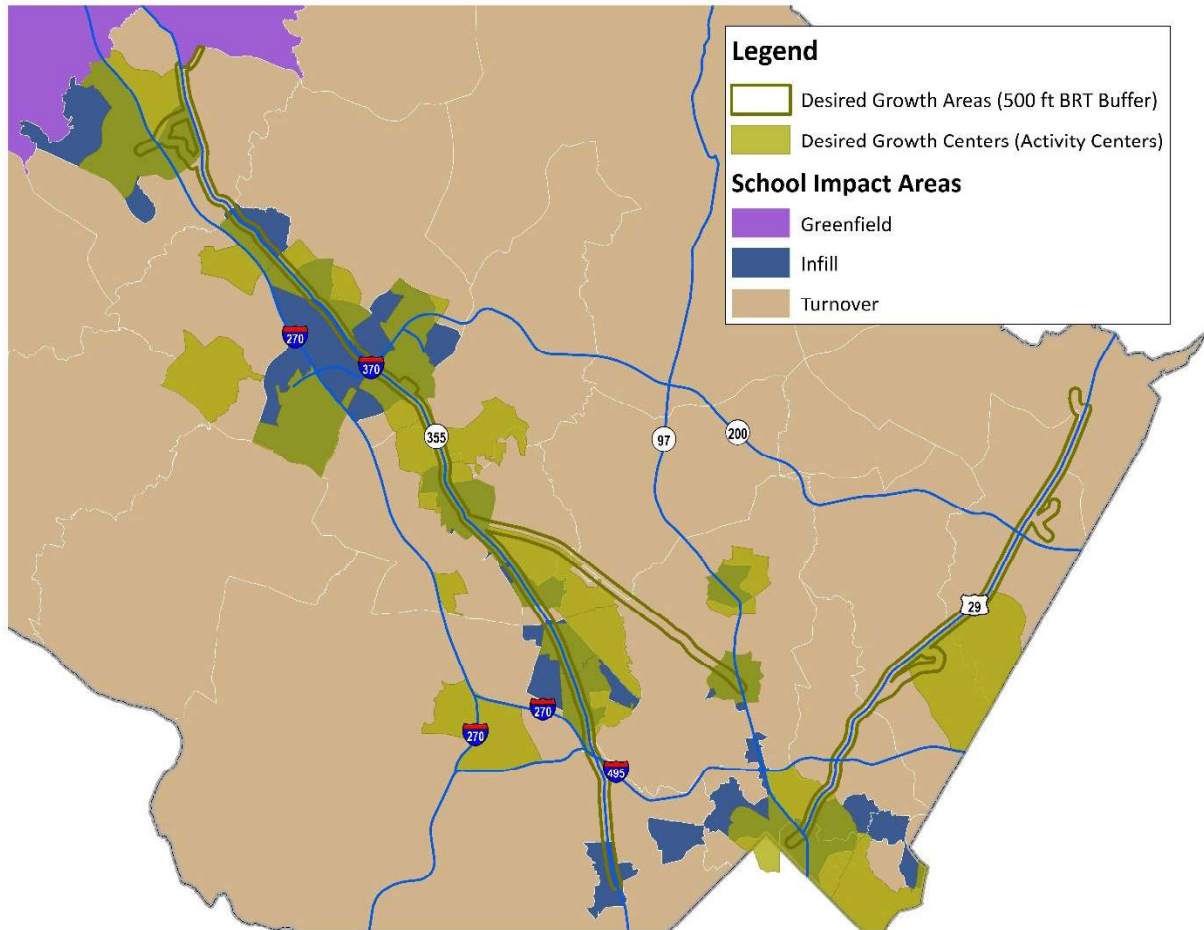 Legend
Desired Growth Areas (500 ft BRT Buffer)
Desired Growth Centers (Activity Centers)
School Impact Areas
Greenfield
Infill
Turnover
270
370
355
97
200
29
270
270
495